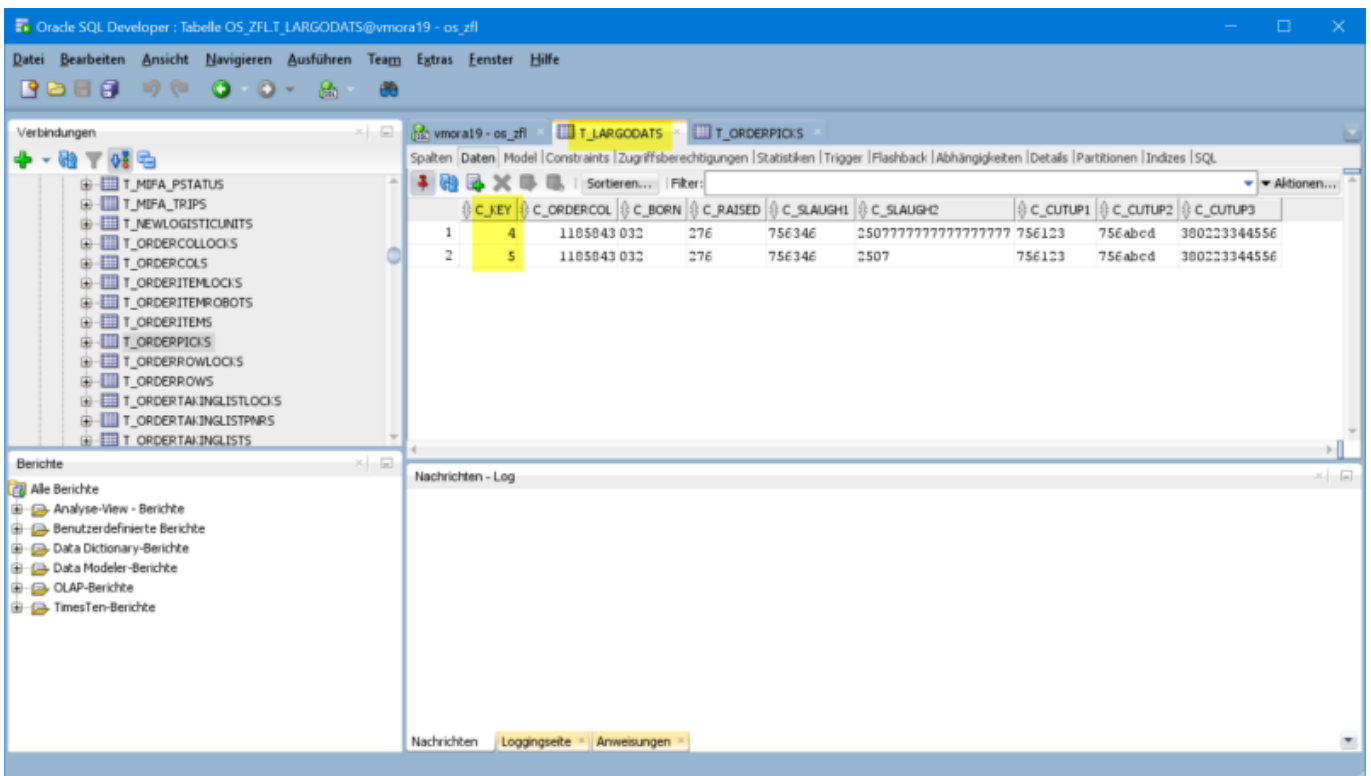 Oracle SQL Developer : Tabelle OS_ZFL.T_LARGODATS@vmora19 - os_zfl
Datei Bearbeiten Ansicht Navigieren Ausführen Team Extras Fenster Hilfe
Verbindungen
T_MIFA_PSTATUS
T_MIFA_TRIPS
T_NEWLOGISTICUNITS
T_ORDERCOLLOCKS
T_ORDERCOLS
T_ORDERITEMLOCKS
T_ORDERITEMROBOTS
T_ORDERITEMS
T_ORDERPICKS
T_ORDERROWLOCKS
T_ORDERROWS
T_ORDERTAKINGLISTLOCKS
T_ORDERTAKINGLISTPNRS
T_ORDERTAKINGLISTS
Berichte
Alle Berichte
Analyse-View - Berichte
Benutzerdefinierte Berichte
Data Dictionary-Berichte
Data Modeler-Berichte
OLAP-Berichte
TimesTen-Berichte
vmora19 - os_zfl T_LARGODATS T_ORDERPICKS
Spalten Daten Model Constraints Zugriffsberechtigungen Statistiken Trigger Flashback Abhängigkeiten Details Partitionen Indizes SQL
Sortieren... Filter: Aktionen...
C_KEY C_ORDERCOL C_BORN C_RAISED C_SLAUGH1 C_SLAUGH2 C_CUTUP1 C_CUTUP2 C_CUTUP3
1 4 1185843 032 276 756346 756123 756abcd 380223344556
2 5 1185843 032 276 756346 2507 756123 756abcd 380223344556
Nachrichten - Log
Nachrichten Loggingseite Anweisungen